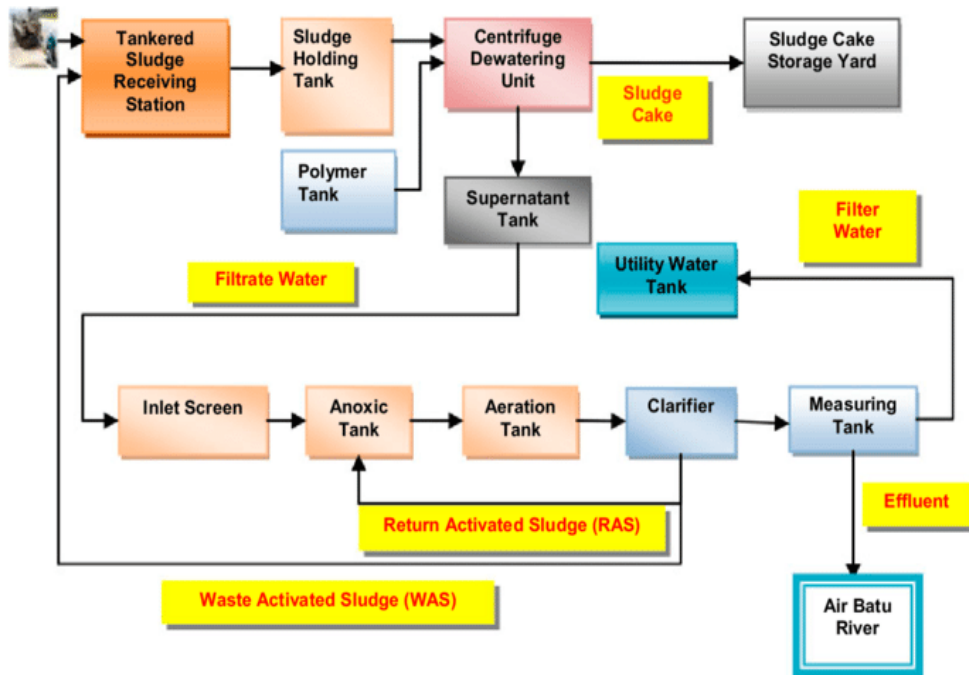 Tankered
Sludge
Receiving
Station
Sludge
Holding
Tank
Centrifuge
Dewatering
Unit
Sludge Cake
Storage Yard
Sludge
Cake
Polymer
Tank
Supernatant
Tank
Filter
Water
Utility Water
Tank
Filtrate Water
Inlet Screen
Anoxic
Tank
Aeration
Tank
Clarifier
Measuring
Tank
Effluent
Return Activated Sludge (RAS)
Waste Activated Sludge (WAS)
Air Batu
River